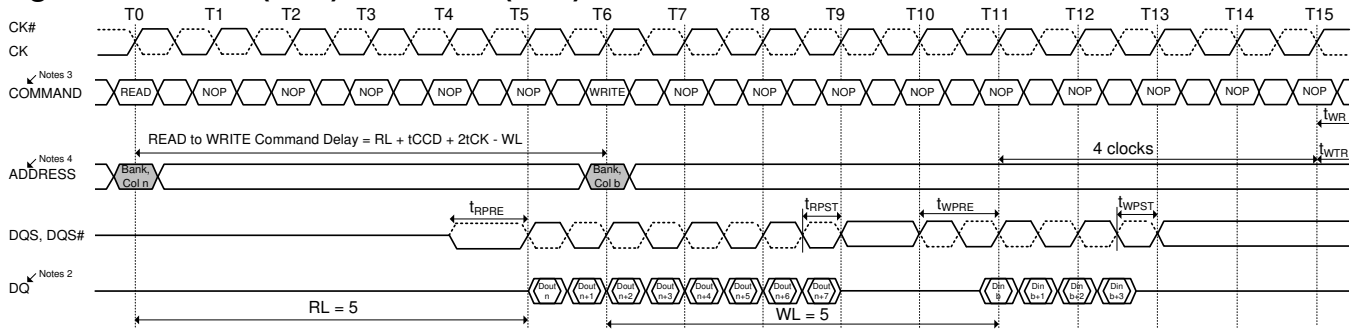 T0 T1 T2 T3 T4 T5 T6 T7 T8 T9 T10 T11 T12 T13 T14 T15
CK#
CK
Notes 3
COMMAND READ NOP NOP NOP NOP NOP WRITE NOP NOP NOP NOP NOP NOP NOP NOP NOP
tWR
READ to WRITE Command Delay = RL + tCCD + 2tCK - WL
4 clocks
tWTR
Notes 4
ADDRESS Bank, Col n Bank, Col b
tRPRE tRPST tWPRE tWPST
DQS, DQS#
Notes 2
DQ Dout n Dout n+1 Dout n+2 Dout n+3 Dout n+4 Dout n+5 Dout n+6 Dout n+7 Din b Din b+1 Din b+2 Din b+3
RL = 5 WL = 5